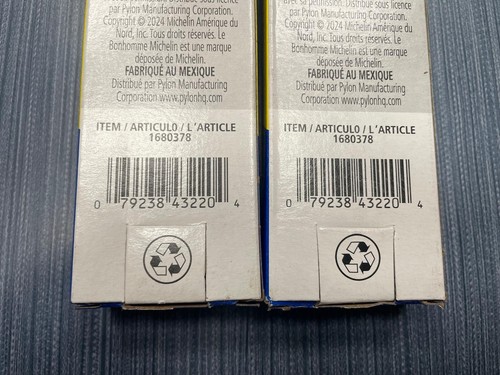 par Pylon Manufacturing Corporation.
Copyright © 2024 Michelin Amérique du
Nord, Inc. Tous droits réservés. Le
Bonhomme Michelin est une marque
déposée de Michelin.
FABRIQUÉ AU MEXIQUE
Distribué par Pylon Manufacturing
Corporation www.pylonhq.com
ITEM / ARTICULO / L'ARTICLE
1680378
0 79238 43220 4
avec sa permission. Distribué sous licence
par Pylon Manufacturing Corporation.
Copyright © 2024 Michelin Amérique du
Nord, Inc. Tous droits réservés. Le
Bonhomme Michelin est une marque
déposée de Michelin.
FABRIQUÉ AU MEXIQUE
Distribué par Pylon Manufacturing
Corporation www.pylonhq.com
ITEM / ARTICULO / L'ARTICLE
1680378
0 79238 43220 4